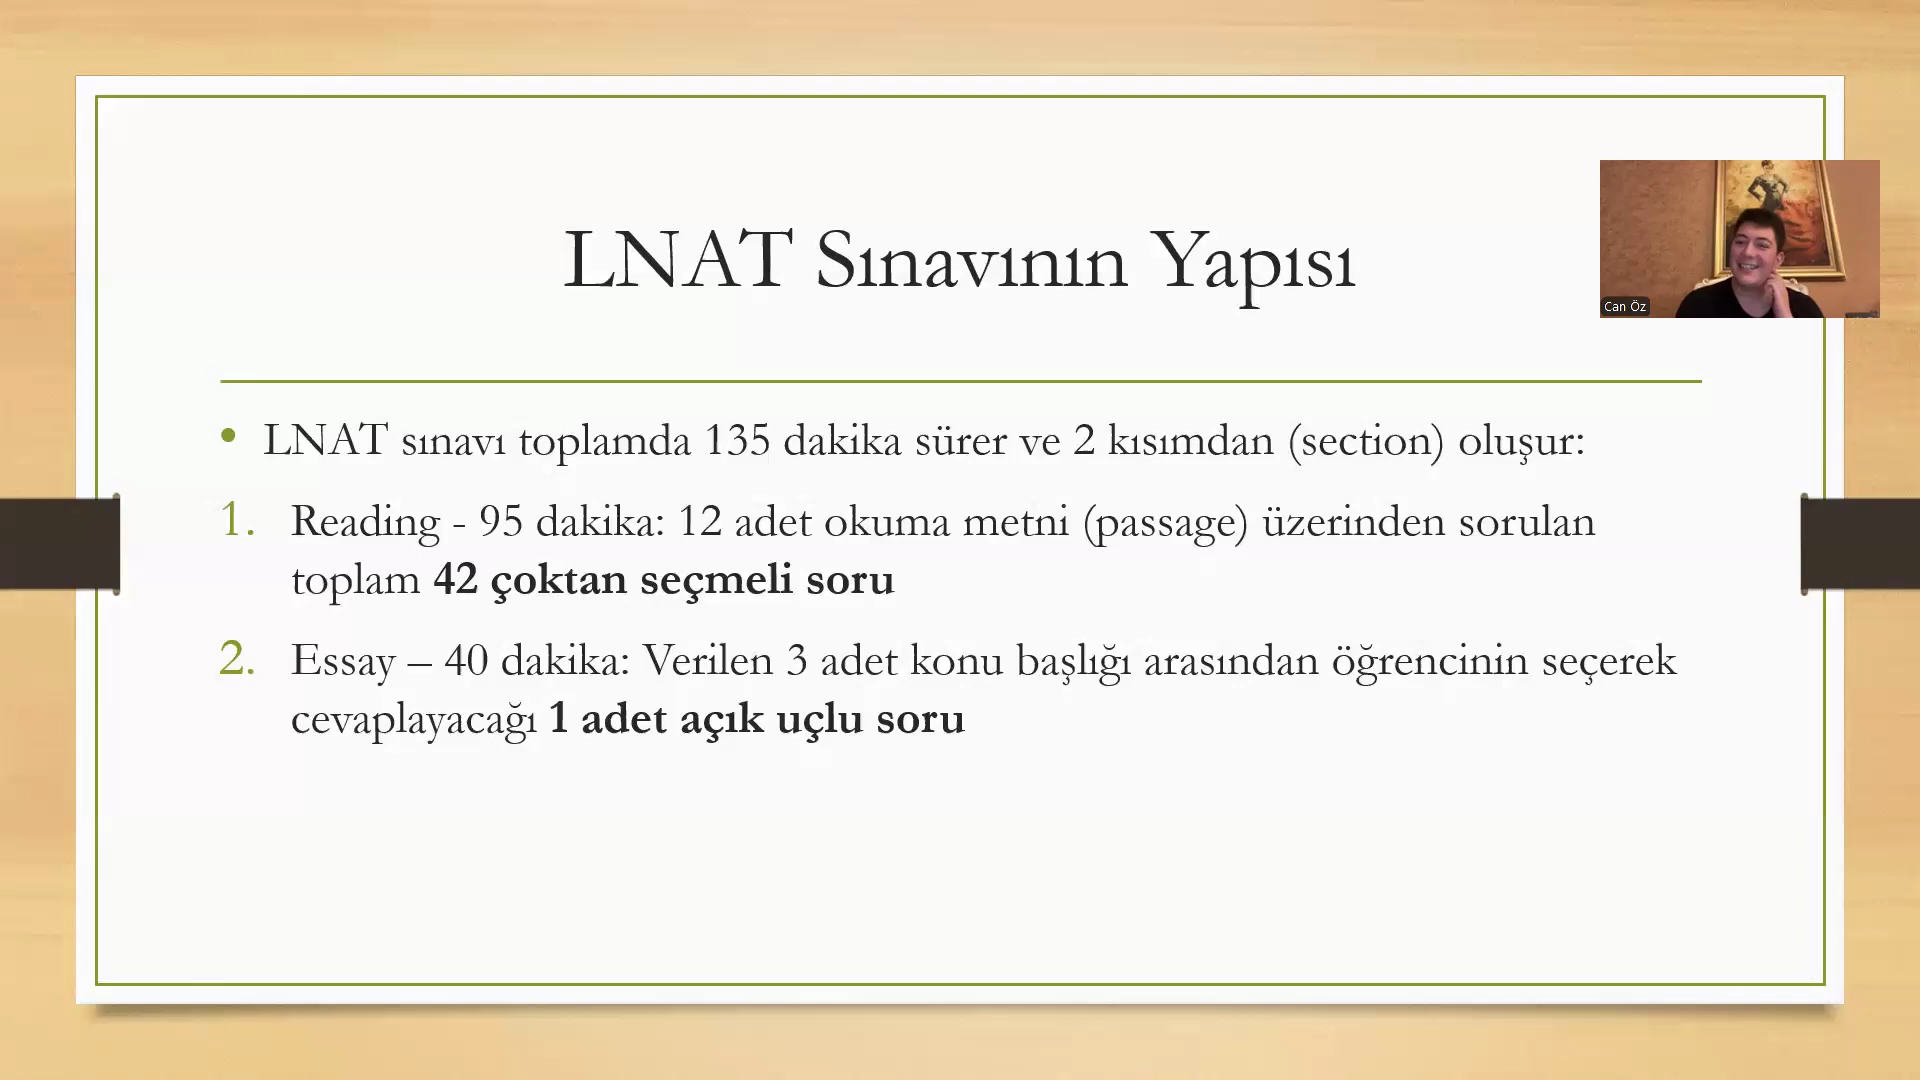 LNAT Sınavının Yapısı
Can Öz
• LNAT sınavı toplamda 135 dakika sürer ve 2 kısımdan (section) oluşur:
1. Reading - 95 dakika: 12 adet okuma metni (passage) üzerinden sorulan
toplam 42 çoktan seçmeli soru
2. Essay – 40 dakika: Verilen 3 adet konu başlığı arasından öğrencinin seçerek
cevaplayacağı 1 adet açık uçlu soru